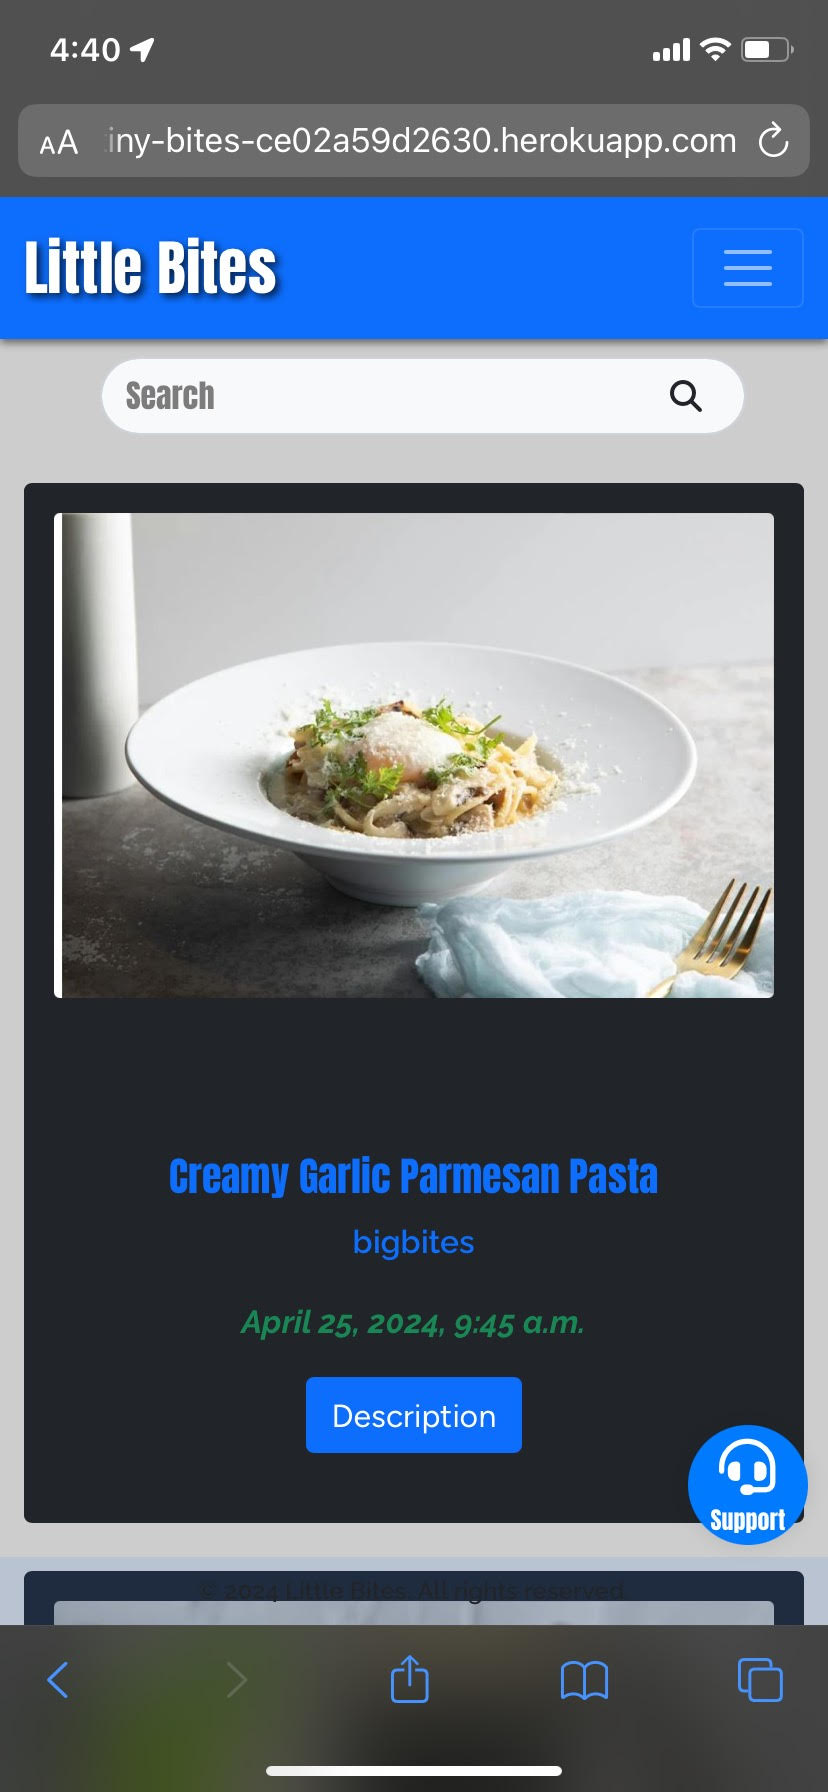 4:40
AA iny-bites-ce02a59d2630.herokuapp.com
Little Bites
Search
Creamy Garlic Parmesan Pasta
bigbites
April 25, 2024, 9:45 a.m.
Description
Support
© 2024 Little Bites. All rights reserved.